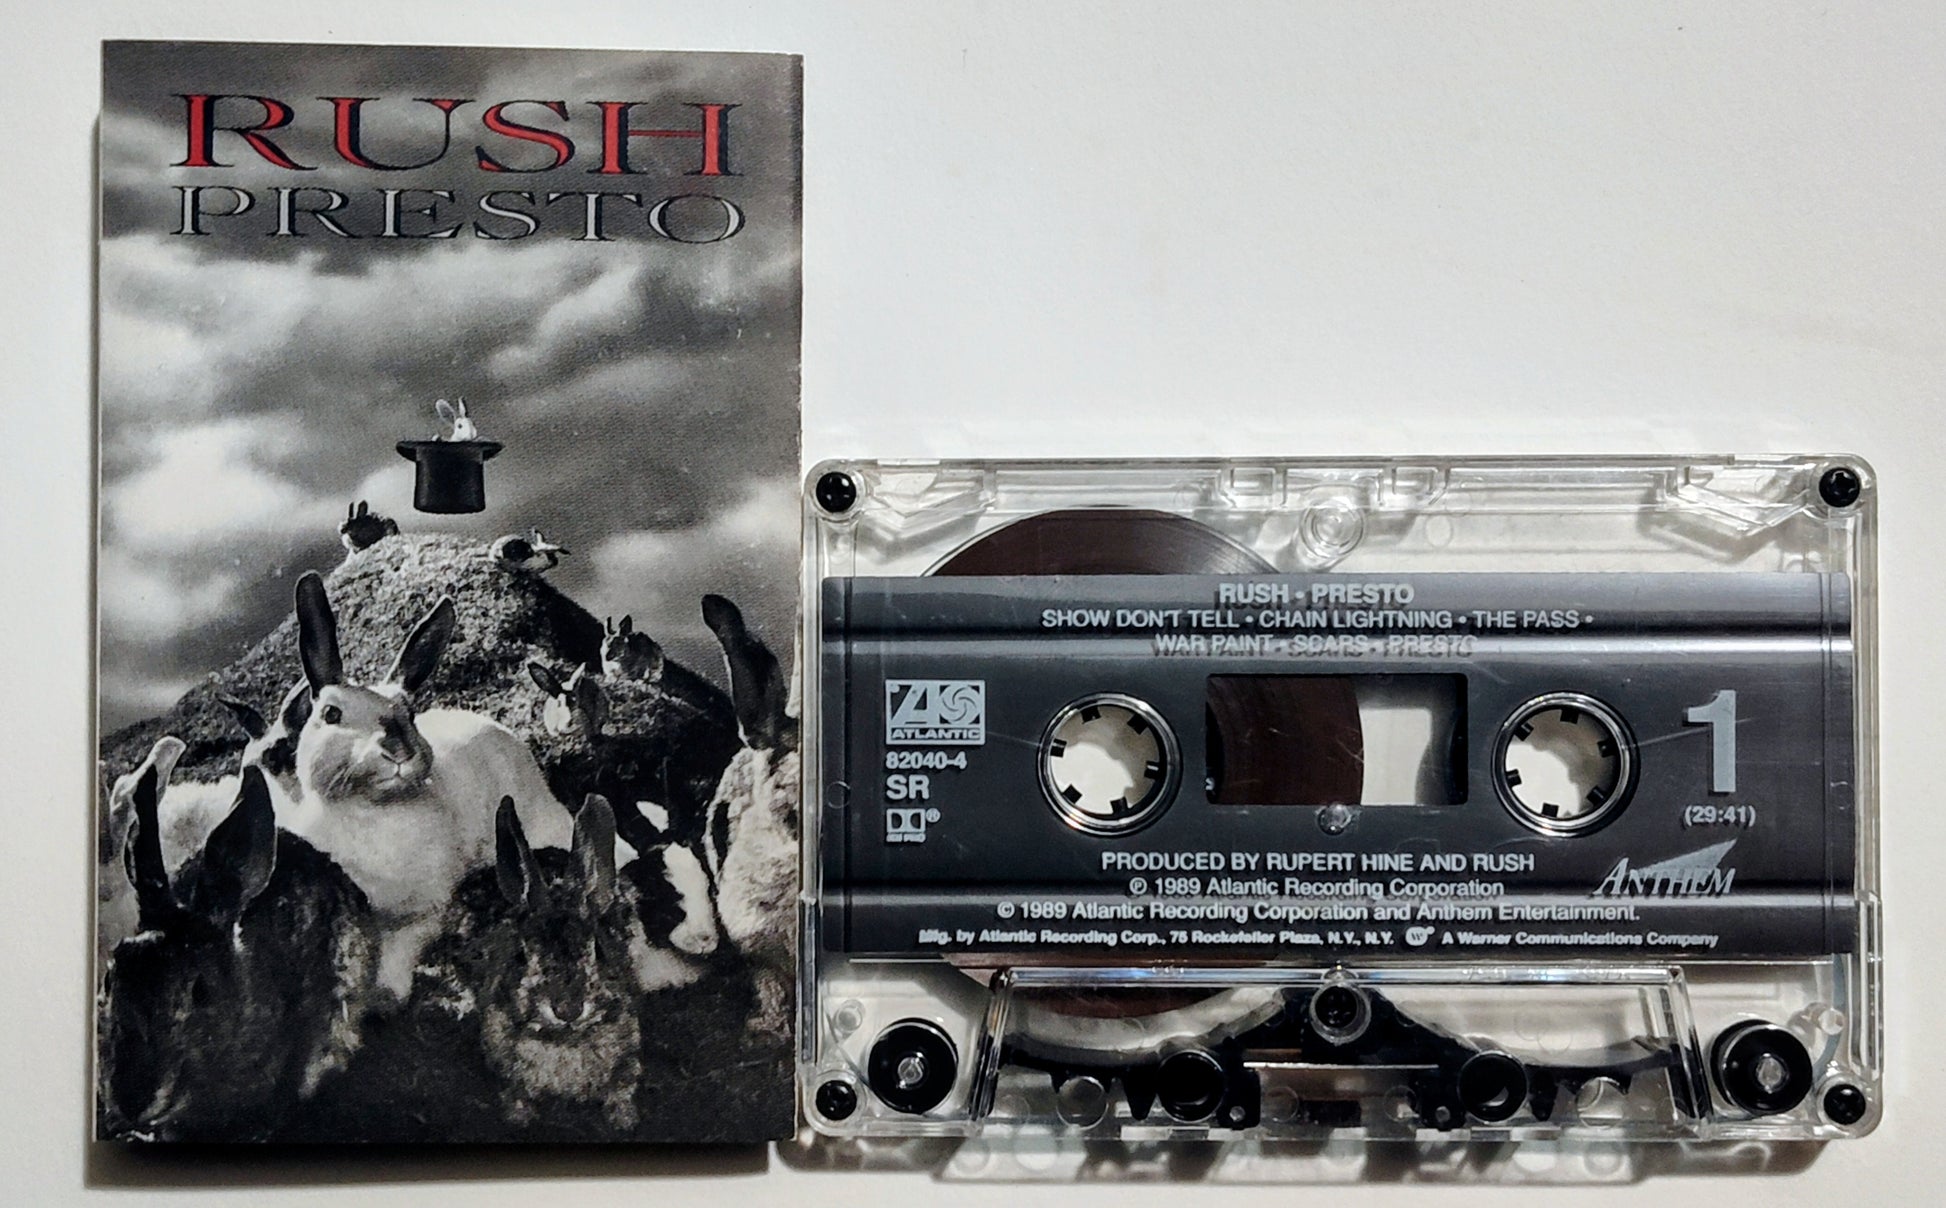 RUSH
PRESTO
RUSH • PRESTO
SHOW DON'T TELL • CHAIN LIGHTNING • THE PASS •
WAR PAINT • SCARS • PRESTO
ATLANTIC
82040-4
SR
1
(29:41)
PRODUCED BY RUPERT HINE AND RUSH
℗ 1989 Atlantic Recording Corporation
ANTHEM
© 1989 Atlantic Recording Corporation and Anthem Entertainment.
Mfg. by Atlantic Recording Corp., 75 Rockefeller Plaza, N.Y., N.Y. A Warner Communications Company